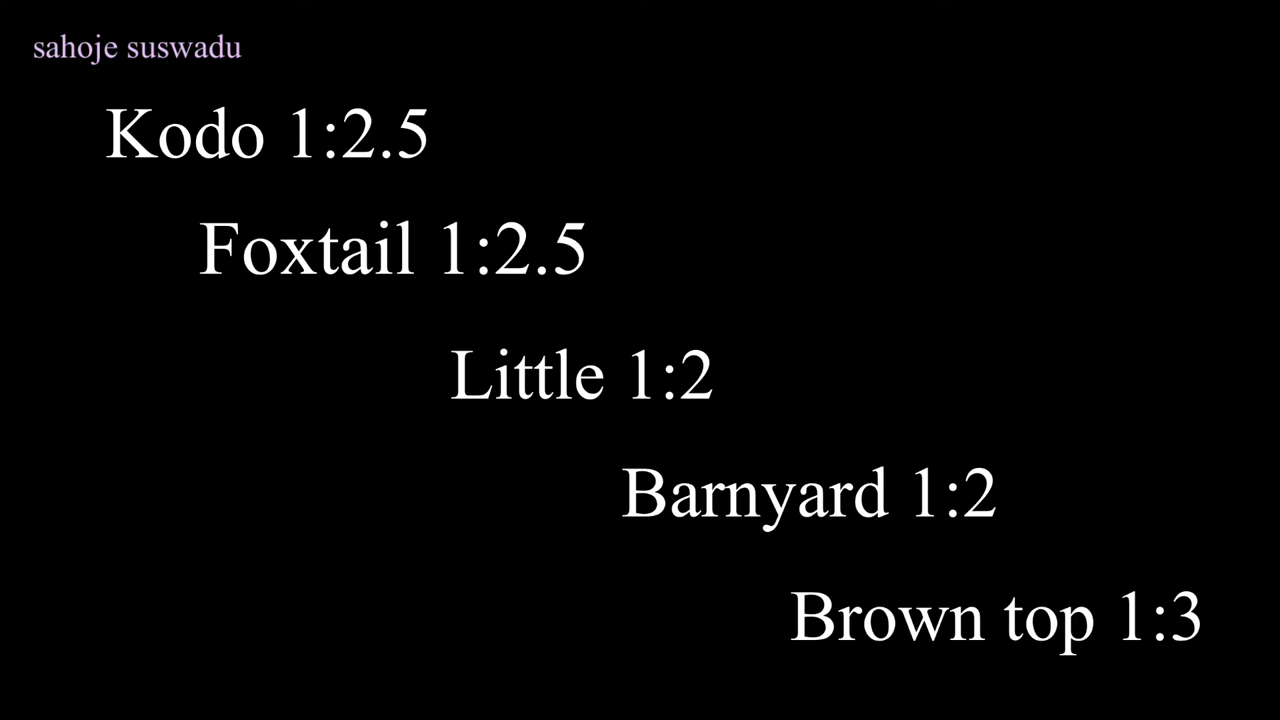 sahoje suswadu
Kodo 1:2.5
Foxtail 1:2.5
Little 1:2
Barnyard 1:2
Brown top 1:3